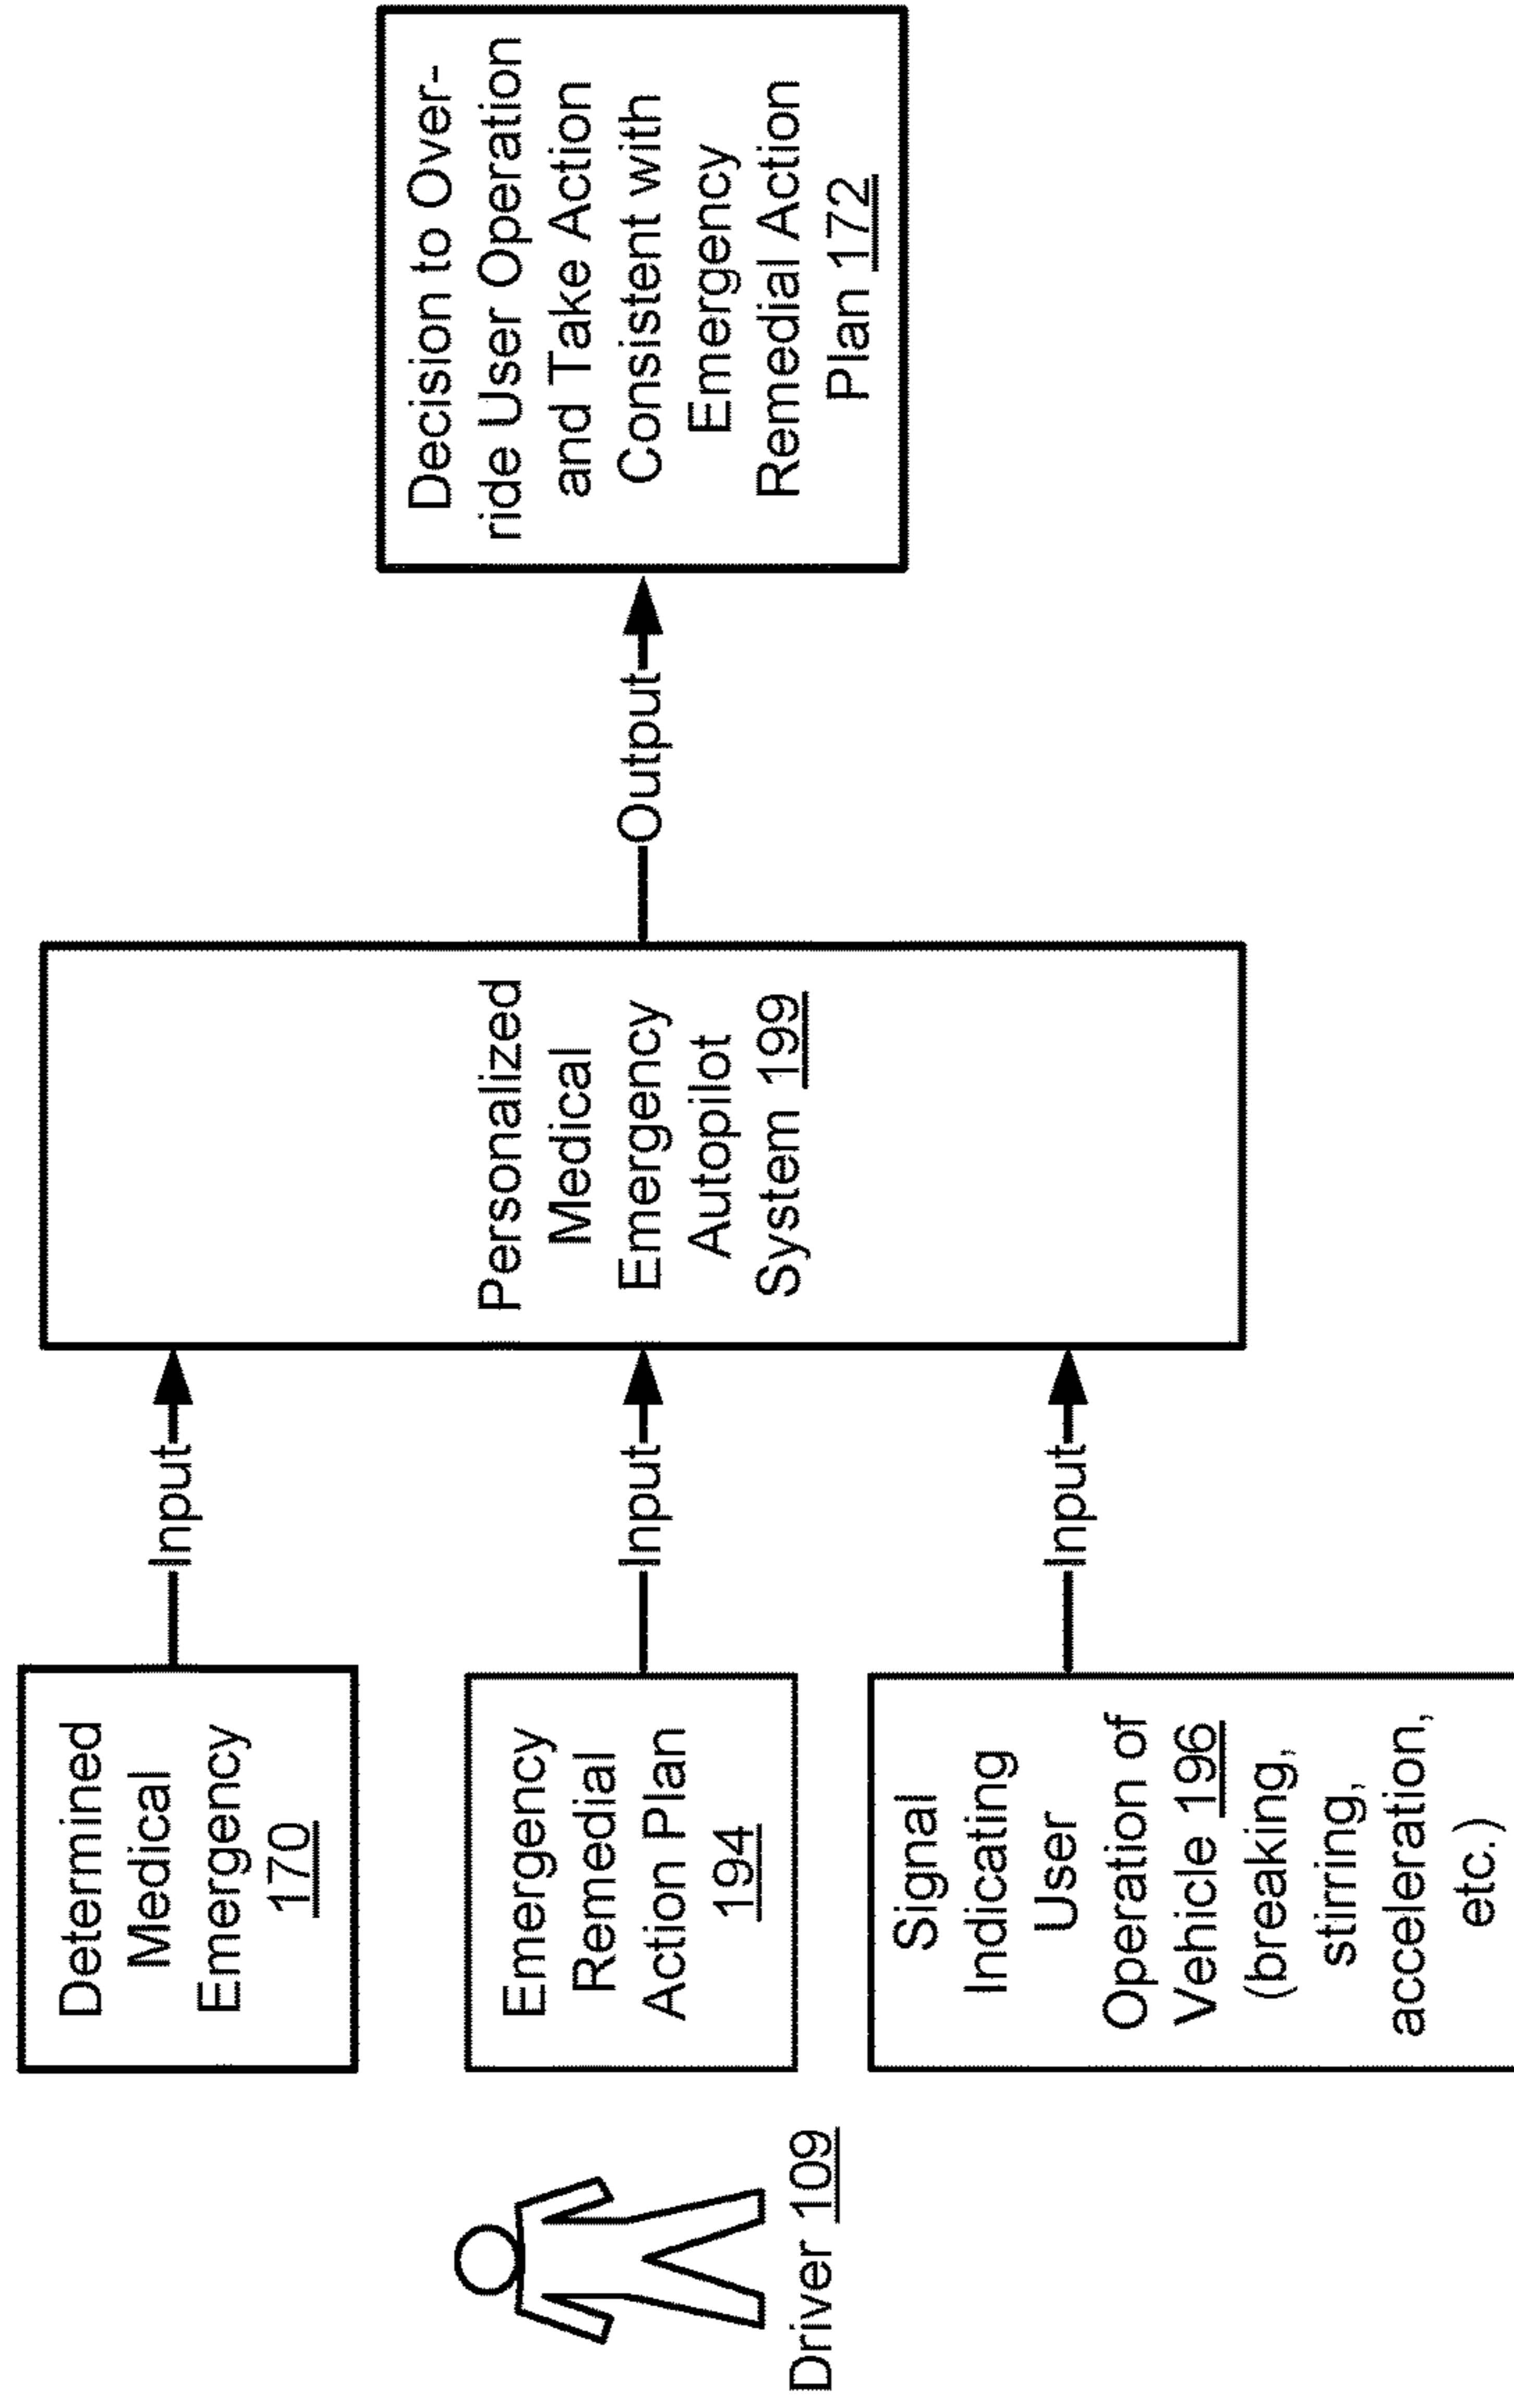 Driver 109
Determined
Medical
Emergency
170
Input
Emergency
Remedial
Action Plan
194
Input
Signal
Indicating
User
Operation of
Vehicle 196
(breaking,
stirring,
acceleration,
etc.)
Input
Personalized
Medical
Emergency
Autopilot
System 199
Output
Decision to Over-
ride User Operation
and Take Action
Consistent with
Emergency
Remedial Action
Plan 172